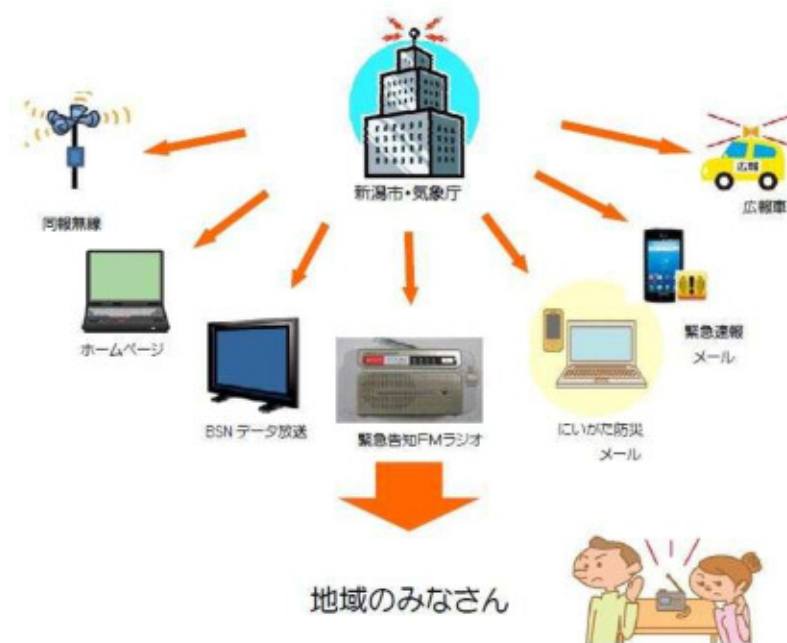 新潟市・気象庁
広報
広報車
同報無線
緊急速報
メール
ホームページ
BSN データ放送
緊急告知FMラジオ
にいがた防災
メール
地域のみなさん